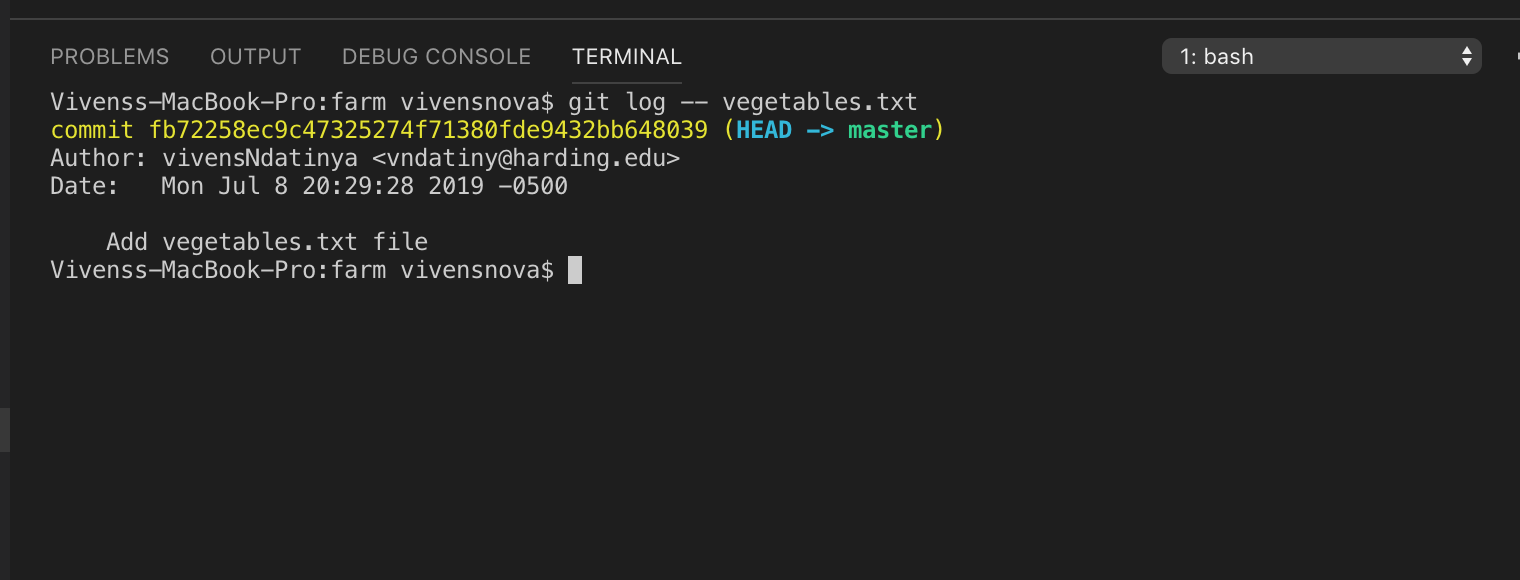 PROBLEMS OUTPUT DEBUG CONSOLE TERMINAL 1: bash
Vivenss-MacBook-Pro:farm vivensnova$ git log -- vegetables.txt
commit fb72258ec9c47325274f71380fde9432bb648039 (HEAD -> master)
Author: vivensNdatinya <vndatiny@harding.edu>
Date:   Mon Jul 8 20:29:28 2019 -0500
    Add vegetables.txt file
Vivenss-MacBook-Pro:farm vivensnova$